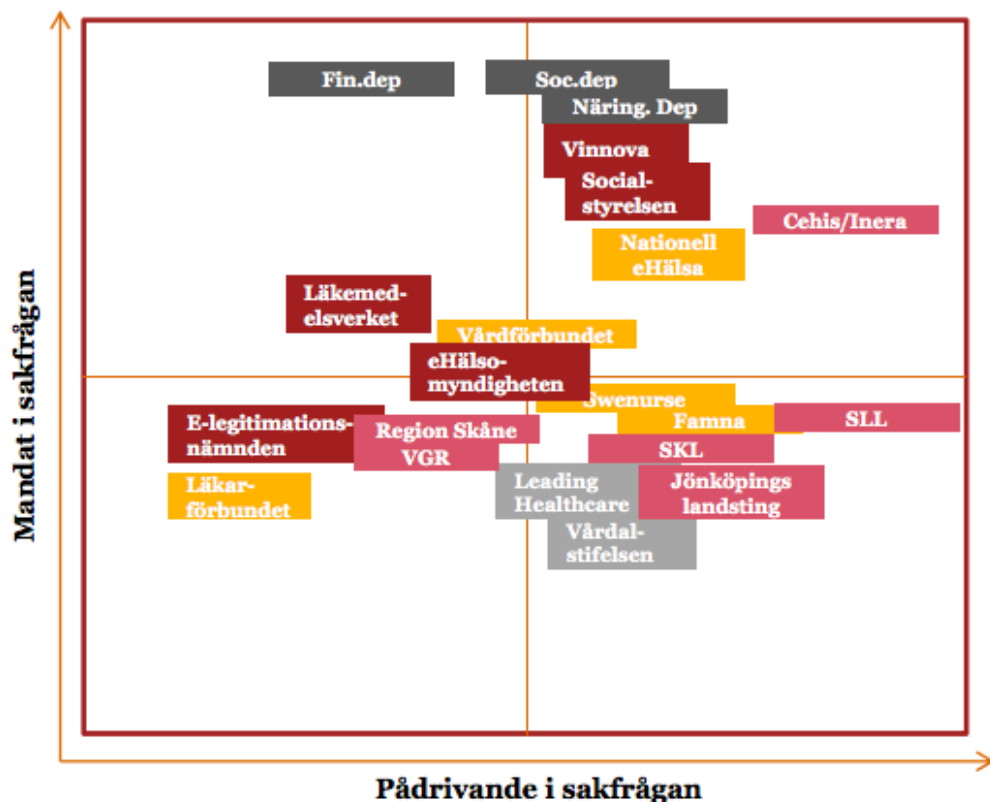 Mandat i sakfrågan
Fin.dep
Soc.dep
Näring. Dep
Vinnova
Social-
styrelsen
Cehis/Inera
Nationell
eHälsa
Läkemed-
elsverket
Vårdförbundet
eHälso-
myndigheten
Swenurse
E-legitimations-
nämnden
Region Skåne
VGR
Famna
SLL
SKL
Läkar-
förbundet
Leading
Healthcare
Jönköpings
landsting
Vårdal-
stifelsen
Pådrivande i sakfrågan